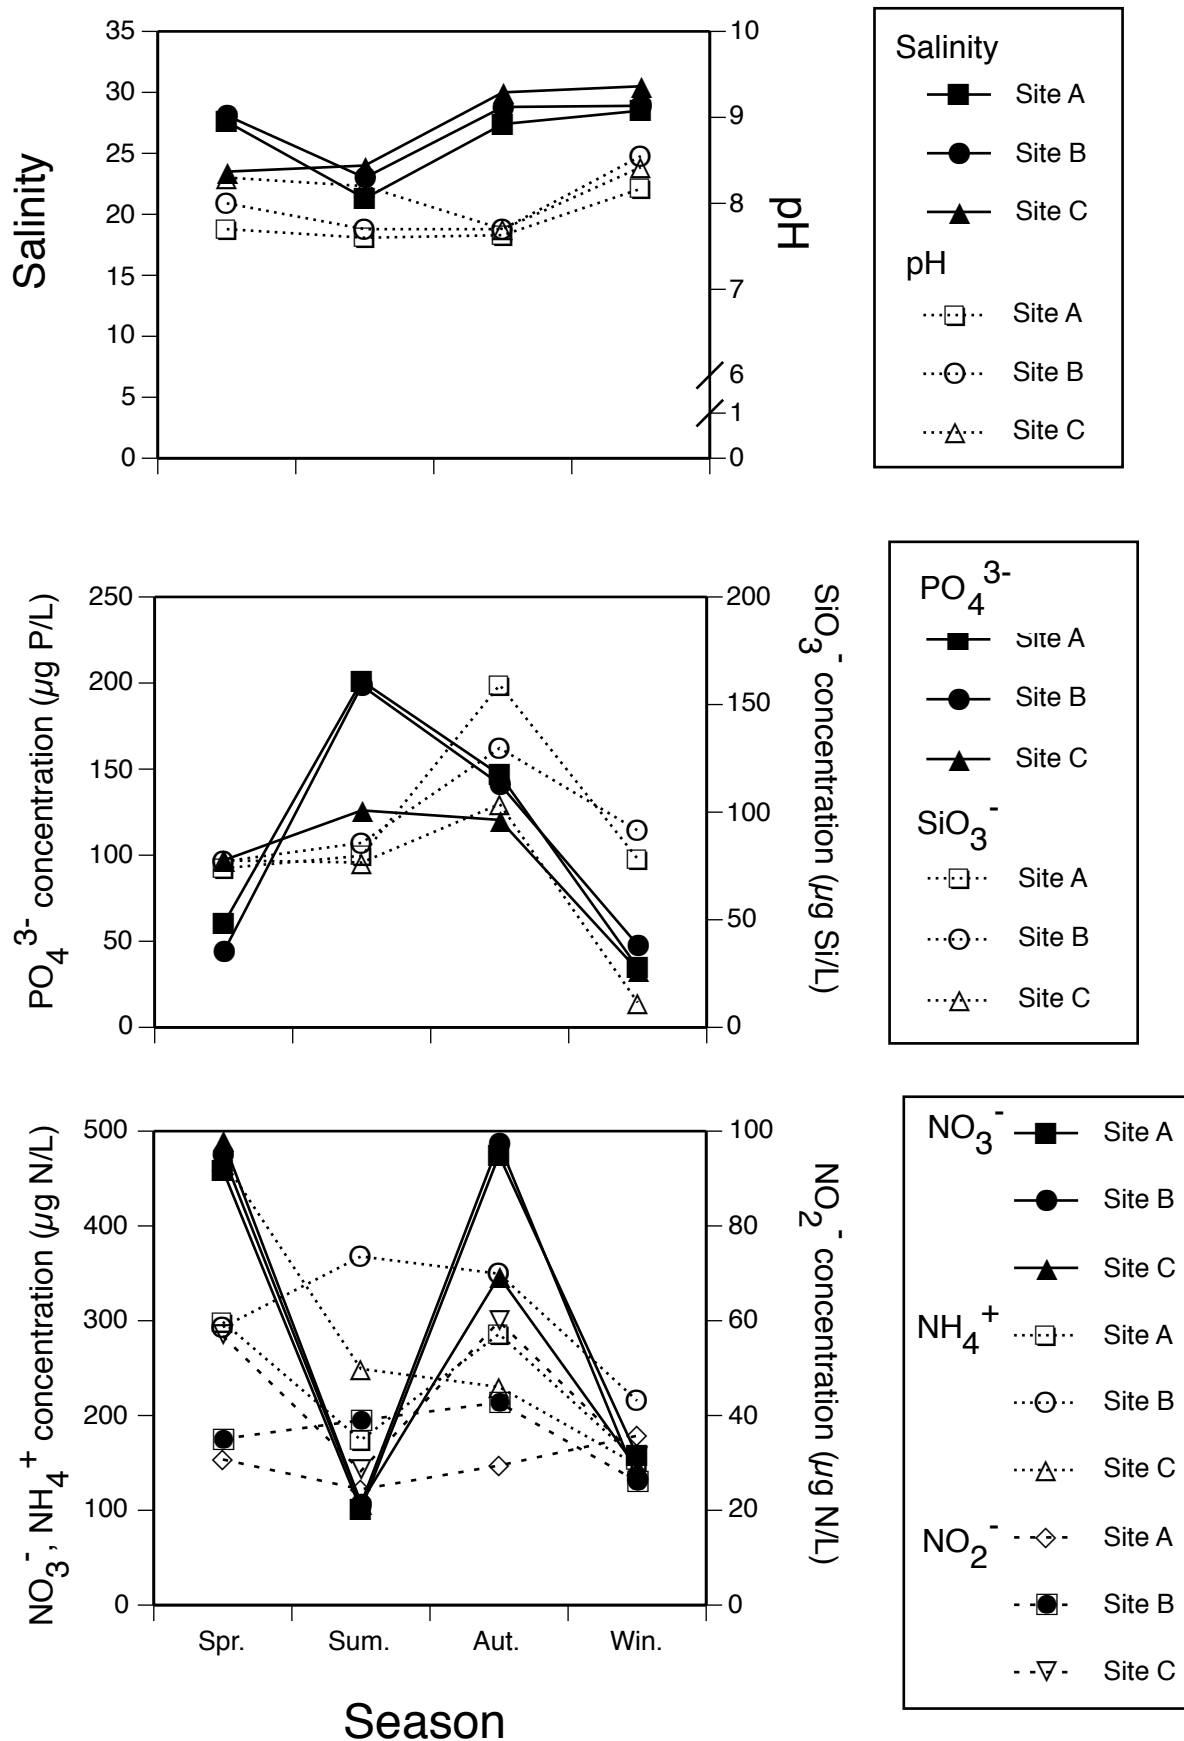 Salinity
35
30
25
20
15
10
5
0
10
9
8
7
6
1
0
pH
Salinity
Site A
Site B
Site C
pH
Site A
Site B
Site C
PO4 3- concentration (µg P/L)
250
200
150
100
50
0
200
150
100
50
0
SiO3 - concentration (µg Si/L)
PO4 3-
Site A
Site B
Site C
SiO3 -
Site A
Site B
Site C
NO3 -, NH4 + concentration (µg N/L)
500
400
300
200
100
0
100
80
60
40
20
0
NO2 - concentration (µg N/L)
Spr. Sum. Aut. Win.
Season
NO3 - Site A
Site B
Site C
NH4 + Site A
Site B
Site C
NO2 - Site A
Site B
Site C